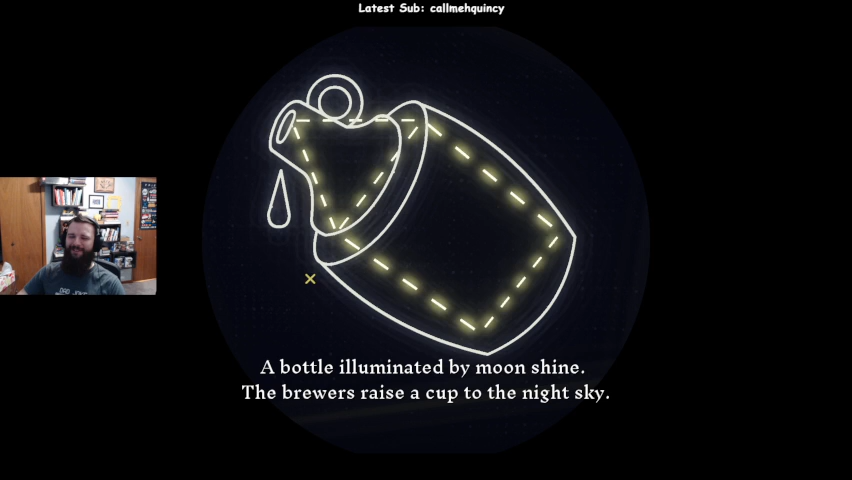 Latest Sub: callmehquincy
A bottle illuminated by moon shine.
The brewers raise a cup to the night sky.